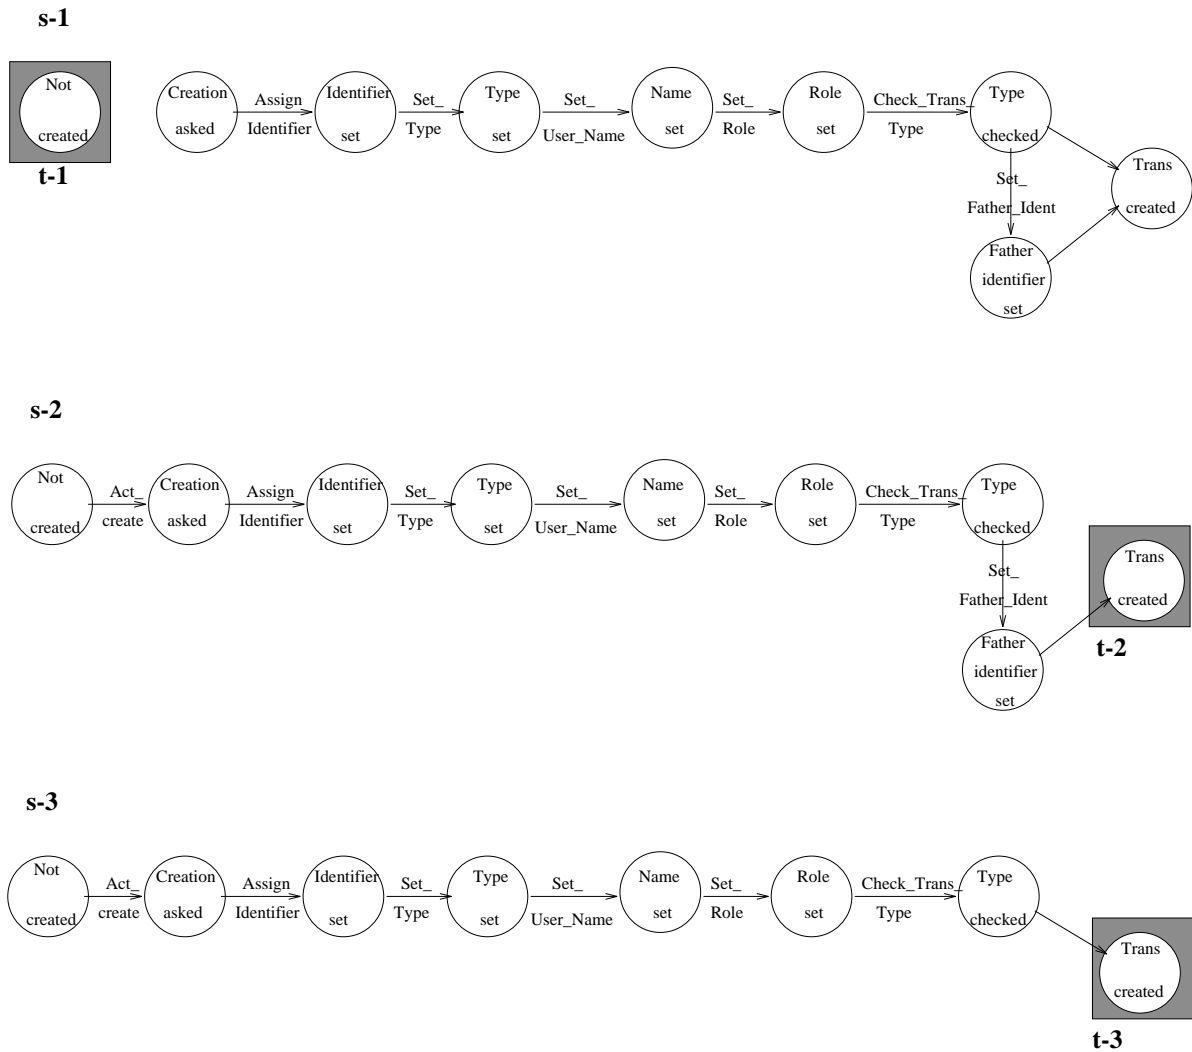 s-1
Not
created
t-1
Creation
asked
Assign
Identifier
Identifier
set
Set_
Type
Type
set
Set_
User_Name
Name
set
Set_
Role
Role
set
Check_Trans_
Type
Type
checked
Set_
Father_Ident
Father
identifier
set
Trans
created
s-2
Not
created
Act_
create
Creation
asked
Assign
Identifier
Identifier
set
Set_
Type
Type
set
Set_
User_Name
Name
set
Set_
Role
Role
set
Check_Trans_
Type
Type
checked
Set_
Father_Ident
Father
identifier
set
Trans
created
t-2
s-3
Not
created
Act_
create
Creation
asked
Assign
Identifier
Identifier
set
Set_
Type
Type
set
Set_
User_Name
Name
set
Set_
Role
Role
set
Check_Trans_
Type
Type
checked
Trans
created
t-3